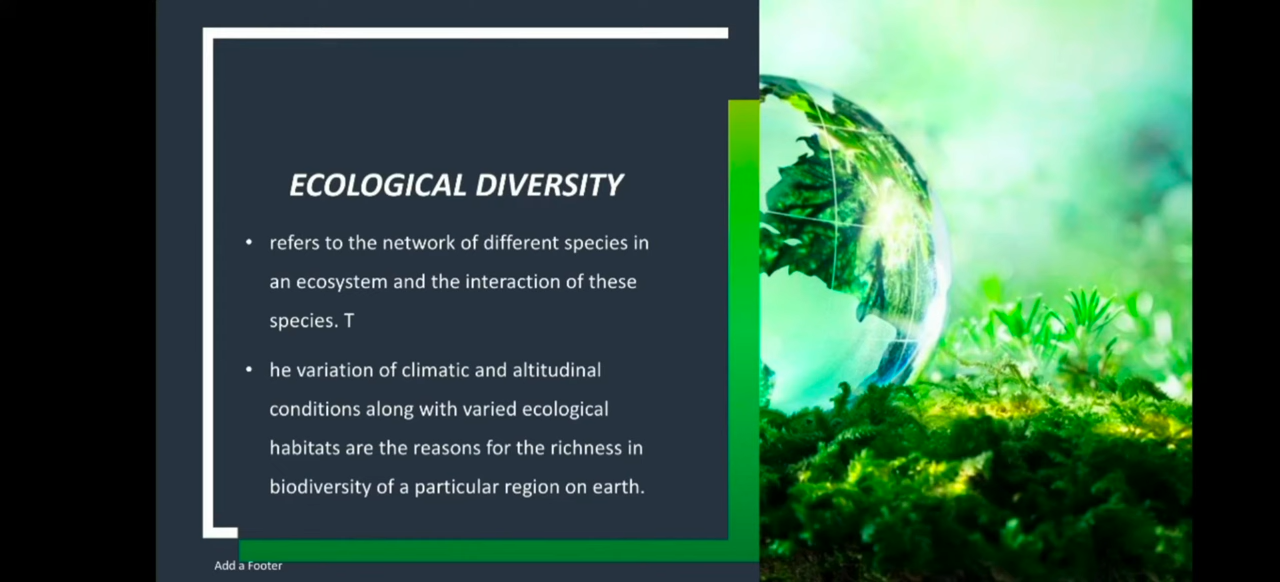 ECOLOGICAL DIVERSITY
• refers to the network of different species in
an ecosystem and the interaction of these
species. T
• he variation of climatic and altitudinal
conditions along with varied ecological
habitats are the reasons for the richness in
biodiversity of a particular region on earth.
Add a Footer